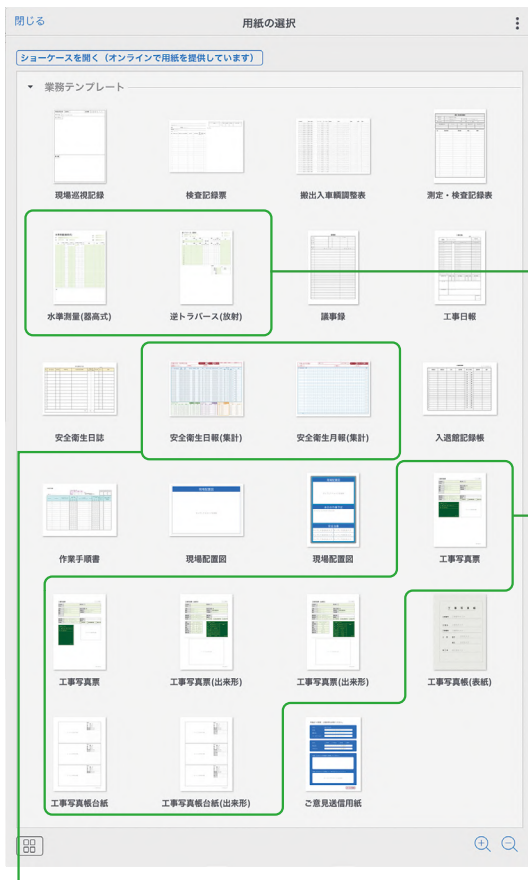 閉じる
用紙の選択
ショーケースを開く（オンラインで用紙を提供しています）
業務テンプレート
現場巡視記録
検査記録票
搬出入車輌調整表
測定・検査記録表
水準測量(器高式)
逆トラバース(放射)
議事録
工事日報
安全衛生日誌
安全衛生日報(集計)
安全衛生月報(集計)
入退館記録帳
作業手順書
現場配置図
現場配置図
工事写真票
工事写真票
工事写真票(出来形)
工事写真票(出来形)
工事写真帳(表紙)
工事写真帳台紙
工事写真帳台紙(出来形)
ご意見送信用紙